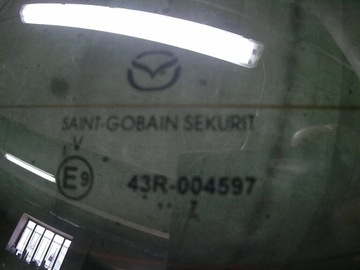 SAINT-GOBAIN SEKURIT
V
E9
43R-004597